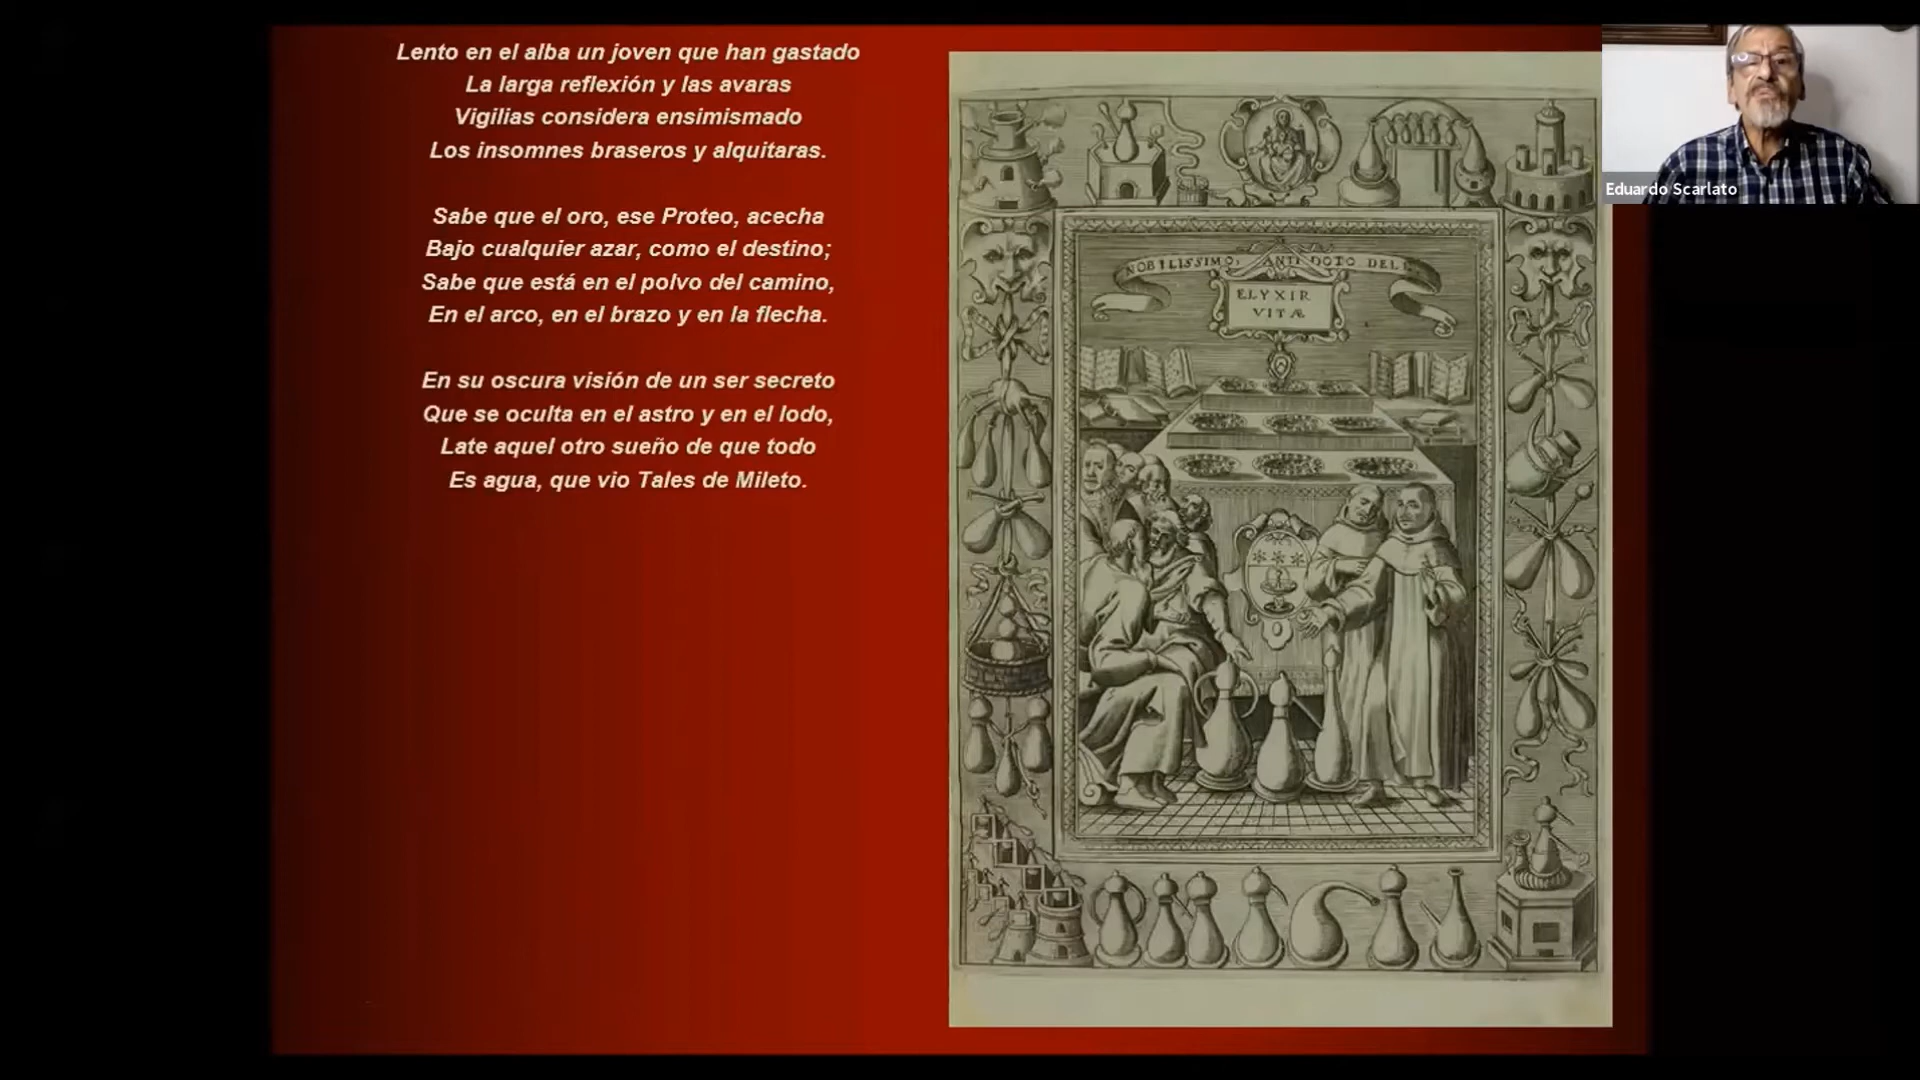 Lento en el alba un joven que han gastado
La larga reflexión y las avaras
Vigilias considera ensimismado
Los insomnes braseros y alquitaras.
Sabe que el oro, ese Proteo, acecha
Bajo cualquier azar, como el destino;
Sabe que está en el polvo del camino,
En el arco, en el brazo y en la flecha.
En su oscura visión de un ser secreto
Que se oculta en el astro y en el lodo,
Late aquel otro sueño de que todo
Es agua, que vio Tales de Mileto.
NOBILISSIMO, ANTIDOTO DEL
ELYXIR
VITÆ
Eduardo Scarlato